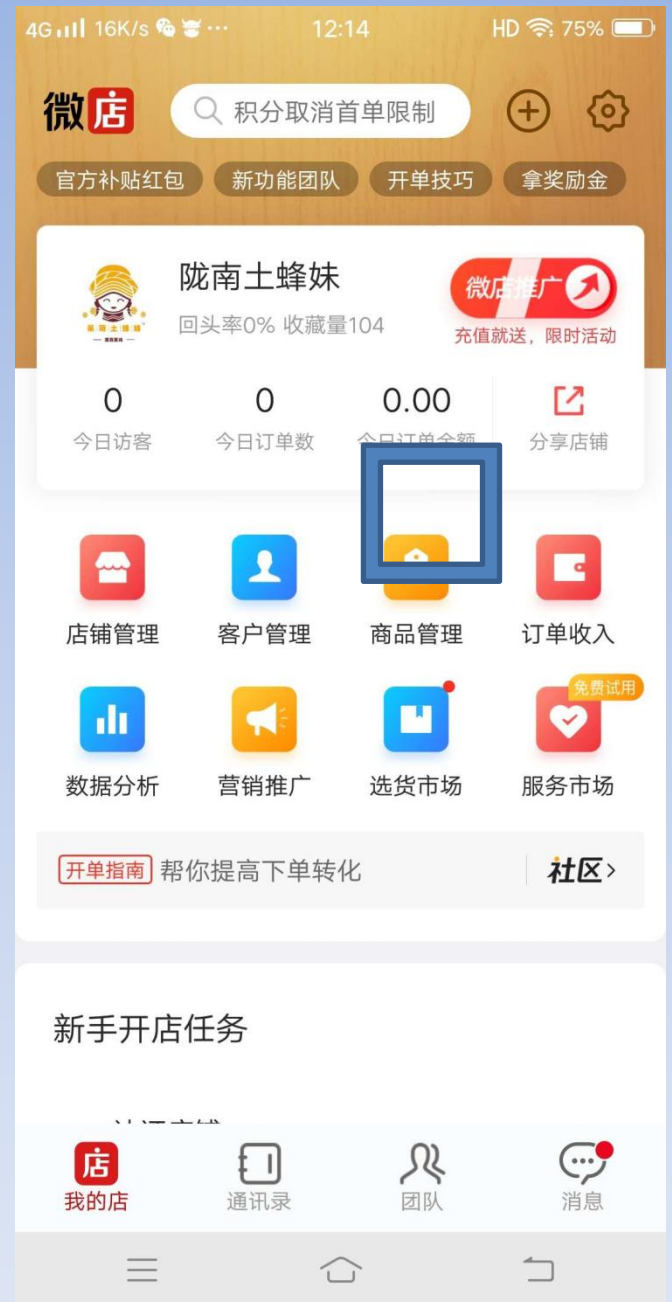 4G 16K/s 12:14 HD 75%
微店 积分取消首单限制
官方补贴红包 新功能团队 开单技巧 拿奖励金
陇南土蜂妹 微店推广
回头率0% 收藏量104 充值就送，限时活动
0 0 0.00
今日访客 今日订单数 今日订单金额 分享店铺
店铺管理 客户管理 商品管理 订单收入
免费试用
数据分析 营销推广 选货市场 服务市场
开单指南 帮你提高下单转化 社区>
新手开店任务
店
我的店 通讯录 团队 消息